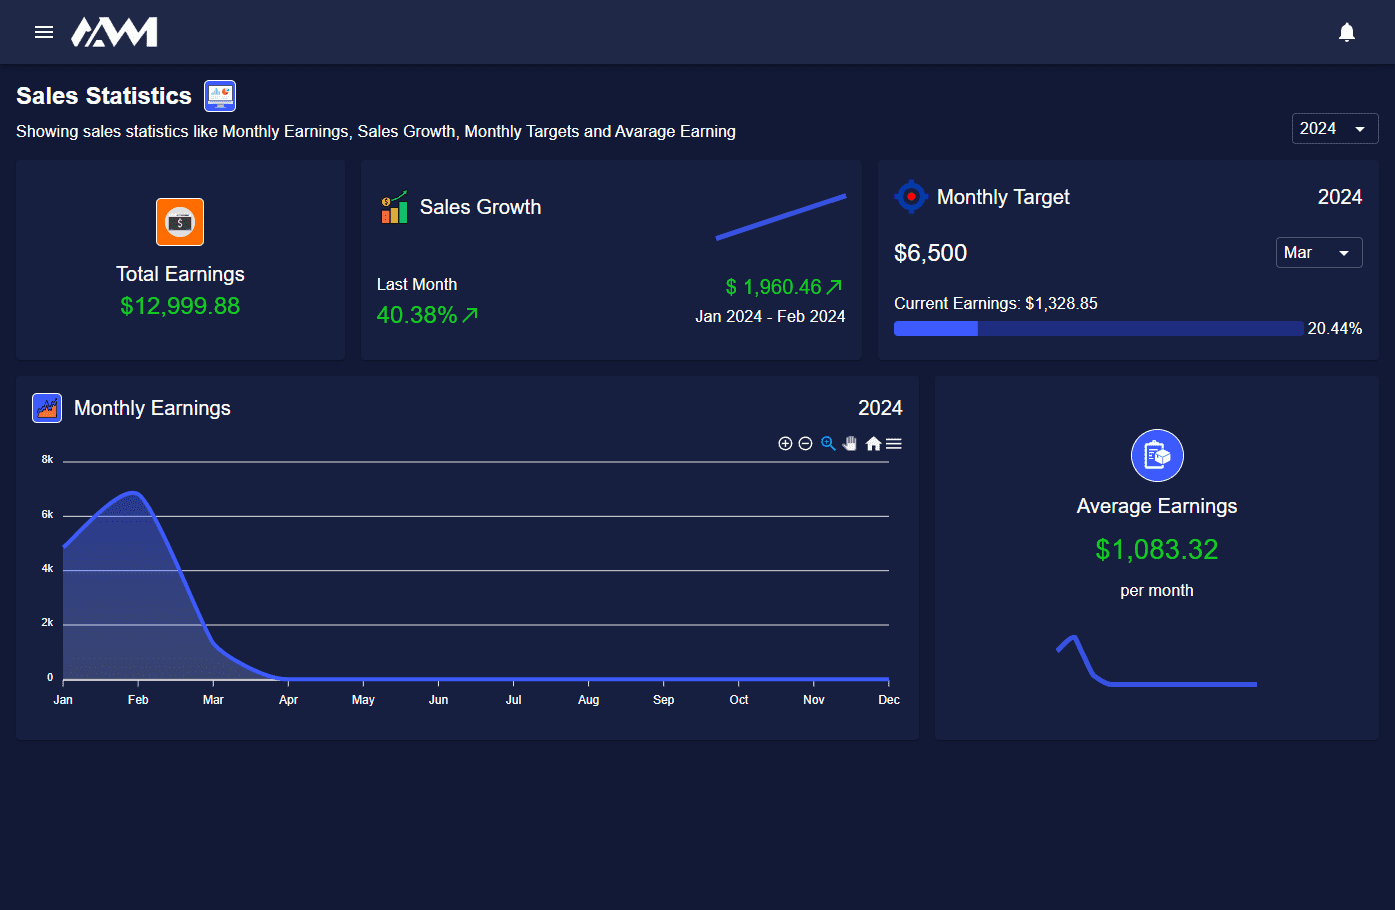 Sales Statistics
Showing sales statistics like Monthly Earnings, Sales Growth, Monthly Targets and Avarage Earning
2024
Total Earnings
$12,999.88
Sales Growth
Last Month
40.38%
$ 1,960.46
Jan 2024 - Feb 2024
Monthly Target
2024
$6,500
Mar
Current Earnings: $1,328.85
20.44%
Monthly Earnings
2024
8k
6k
4k
2k
0
Jan Feb Mar Apr May Jun Jul Aug Sep Oct Nov Dec
Average Earnings
$1,083.32
per month